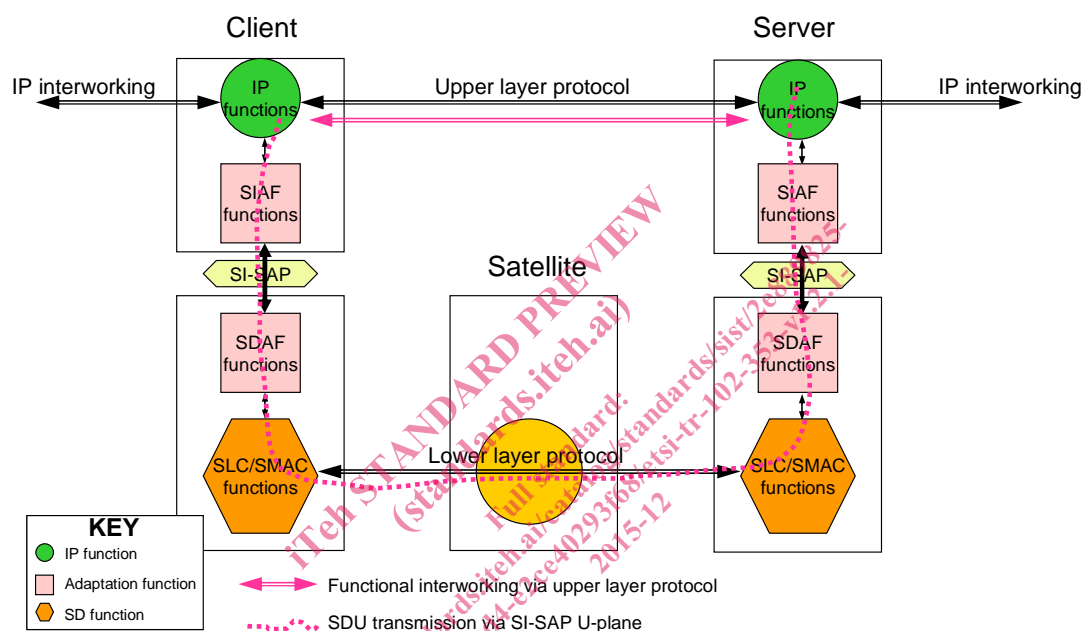 Client
Server
IP interworking
IP
functions
Upper layer protocol
IP
functions
IP interworking
SIAF
functions
SIAF
functions
SI-SAP
Satellite
SI-SAP
SDAF
functions
SDAF
functions
SLC/SMAC
functions
Lower layer protocol
SLC/SMAC
functions
KEY
IP function
Adaptation function
SD function
Functional interworking via upper layer protocol
SDU transmission via SI-SAP U-plane
iTeh STANDARD PREVIEW
(standards.iteh.ai)
Full standard:
2015-12